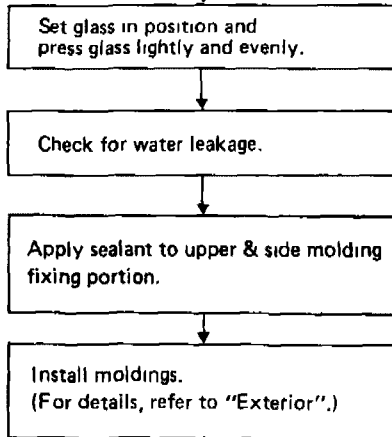 Set glass in position and
press glass lightly and evenly.
Check for water leakage.
Apply sealant to upper & side molding
fixing portion.
Install moldings.
(For details, refer to "Exterior".)